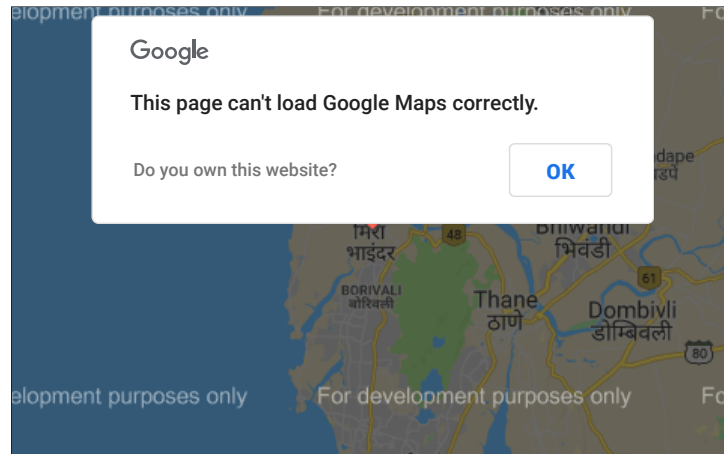 elopment purposes only
For development purposes only
Fo
Google
This page can't load Google Maps correctly.
Do you own this website?
OK
dape
मिरा
भाइंदर
48
Bhiwandi
भिवंडी
61
BORIVALI
बोरिवली
Thane
ठाणे
Dombivli
डोम्बिवली
80
elopment purposes only
For development purposes only
Fo